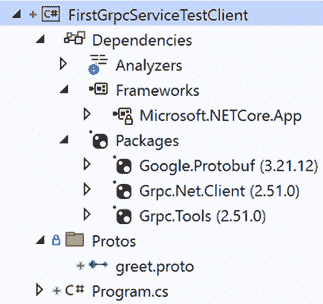 FirstGrpcServiceTestClient
Dependencies
Analyzers
Frameworks
Microsoft.NETCore.App
Packages
Google.Protobuf (3.21.12)
Grpc.Net.Client (2.51.0)
Grpc.Tools (2.51.0)
Protos
greet.proto
C# Program.cs